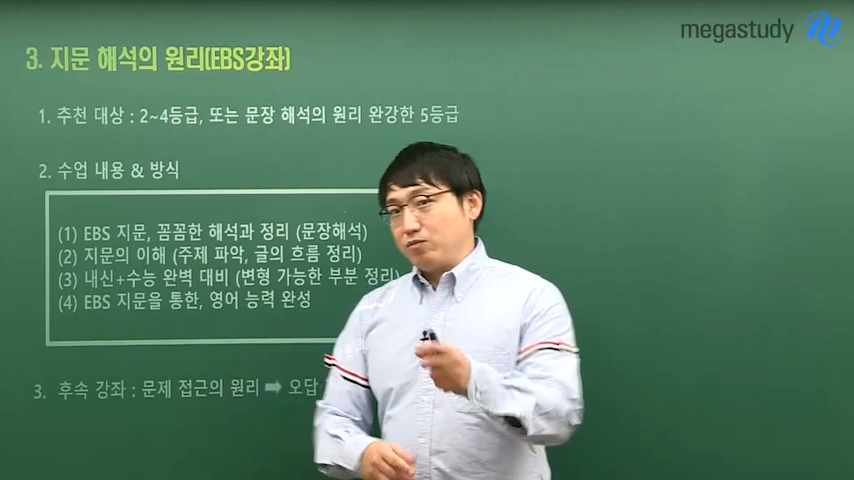 megastudy
3. 지문 해석의 원리(EBS강좌)
1. 추천 대상 : 2~4등급, 또는 문장 해석의 원리 완강한 5등급
2. 수업 내용 & 방식
(1) EBS 지문, 꼼꼼한 해석과 정리 (문장해석)
(2) 지문의 이해 (주제 파악, 글의 흐름 정리)
(3) 내신+수능 완벽 대비 (변형 가능한 부분 정리)
(4) EBS 지문을 통한, 영어 능력 완성
3. 후속 강좌 : 문제 접근의 원리 ➡ 오답